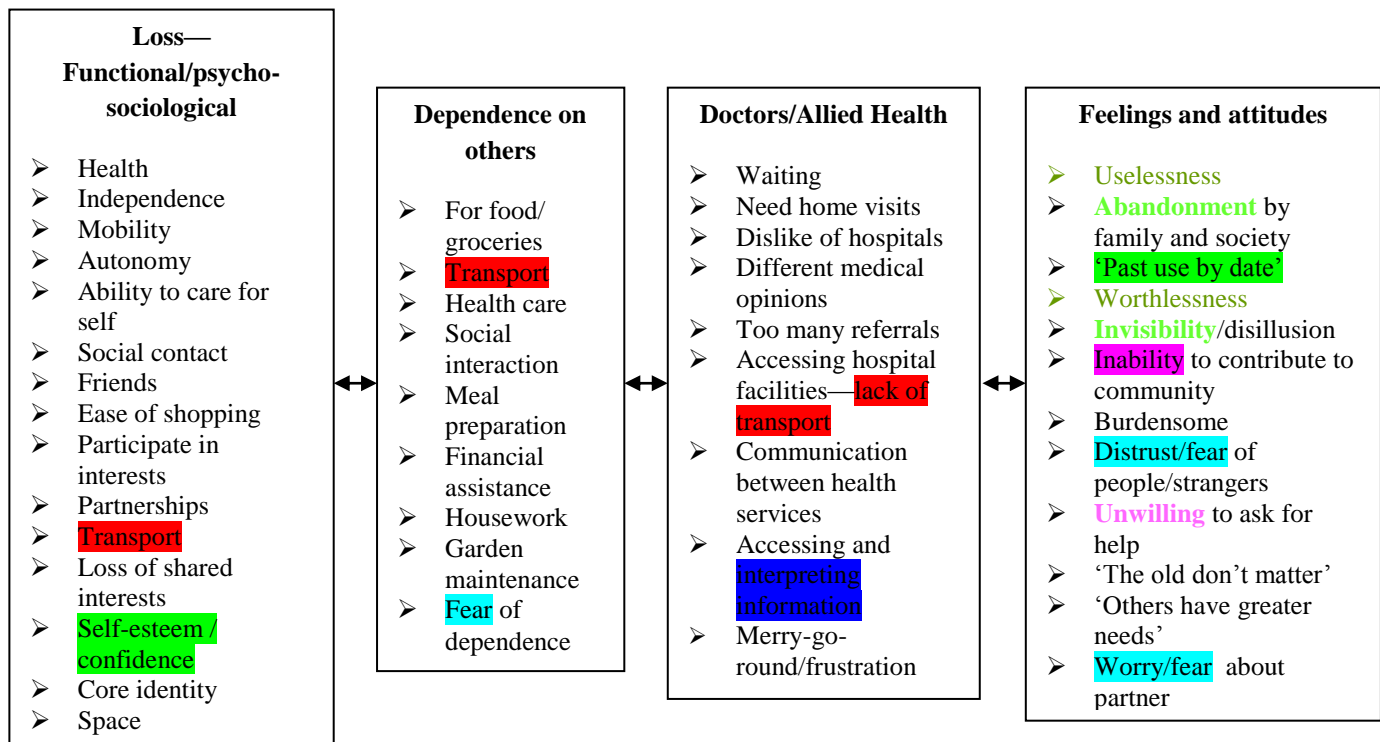 Loss—
Functional/psycho-
sociological
➢ Health
➢ Independence
➢ Mobility
➢ Autonomy
➢ Ability to care for
self
➢ Social contact
➢ Friends
➢ Ease of shopping
➢ Participate in
interests
➢ Partnerships
➢ Transport
➢ Loss of shared
interests
➢ Self-esteem /
confidence
➢ Core identity
➢ Space
Dependence on
others
➢ For food/
groceries
➢ Transport
➢ Health care
➢ Social
interaction
➢ Meal
preparation
➢ Financial
assistance
➢ Housework
➢ Garden
maintenance
➢ Fear of
dependence
Doctors/Allied Health
➢ Waiting
➢ Need home visits
➢ Dislike of hospitals
➢ Different medical
opinions
➢ Too many referrals
➢ Accessing hospital
facilities—lack of
transport
➢ Communication
between health
services
➢ Accessing and
interpreting
information
➢ Merry-go-
round/frustration
Feelings and attitudes
➢ Uselessness
➢ Abandonment by
family and society
➢ ‘Past use by date’
➢ Worthlessness
➢ Invisibility/disillusion
➢ Inability to contribute to
community
➢ Burdensome
➢ Distrust/fear of
people/strangers
➢ Unwilling to ask for
help
➢ ‘The old don’t matter’
➢ ‘Others have greater
needs’
➢ Worry/fear about
partner